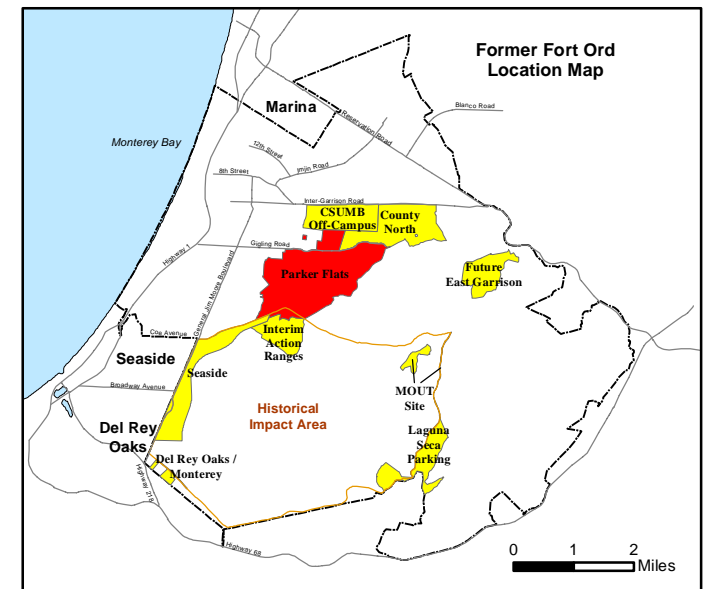 Former Fort Ord
Location Map
Marina
Blanco Road
Reservation Road
Monterey Bay
12th Street
Imjin Road
8th Street
Inter-Garrison Road
CSUMB
Off-Campus
County
North
Gigling Road
Highway 1
General Jim Moore Boulevard
Parker Flats
Future
East Garrison
Coe Avenue
Interim
Action
Ranges
Seaside
Seaside
Broadway Avenue
MOUT
Site
Historical
Impact Area
Del Rey
Oaks
Laguna
Seca
Parking
Del Rey Oaks /
Monterey
Highway 218
Highway 68
0 1 2
Miles